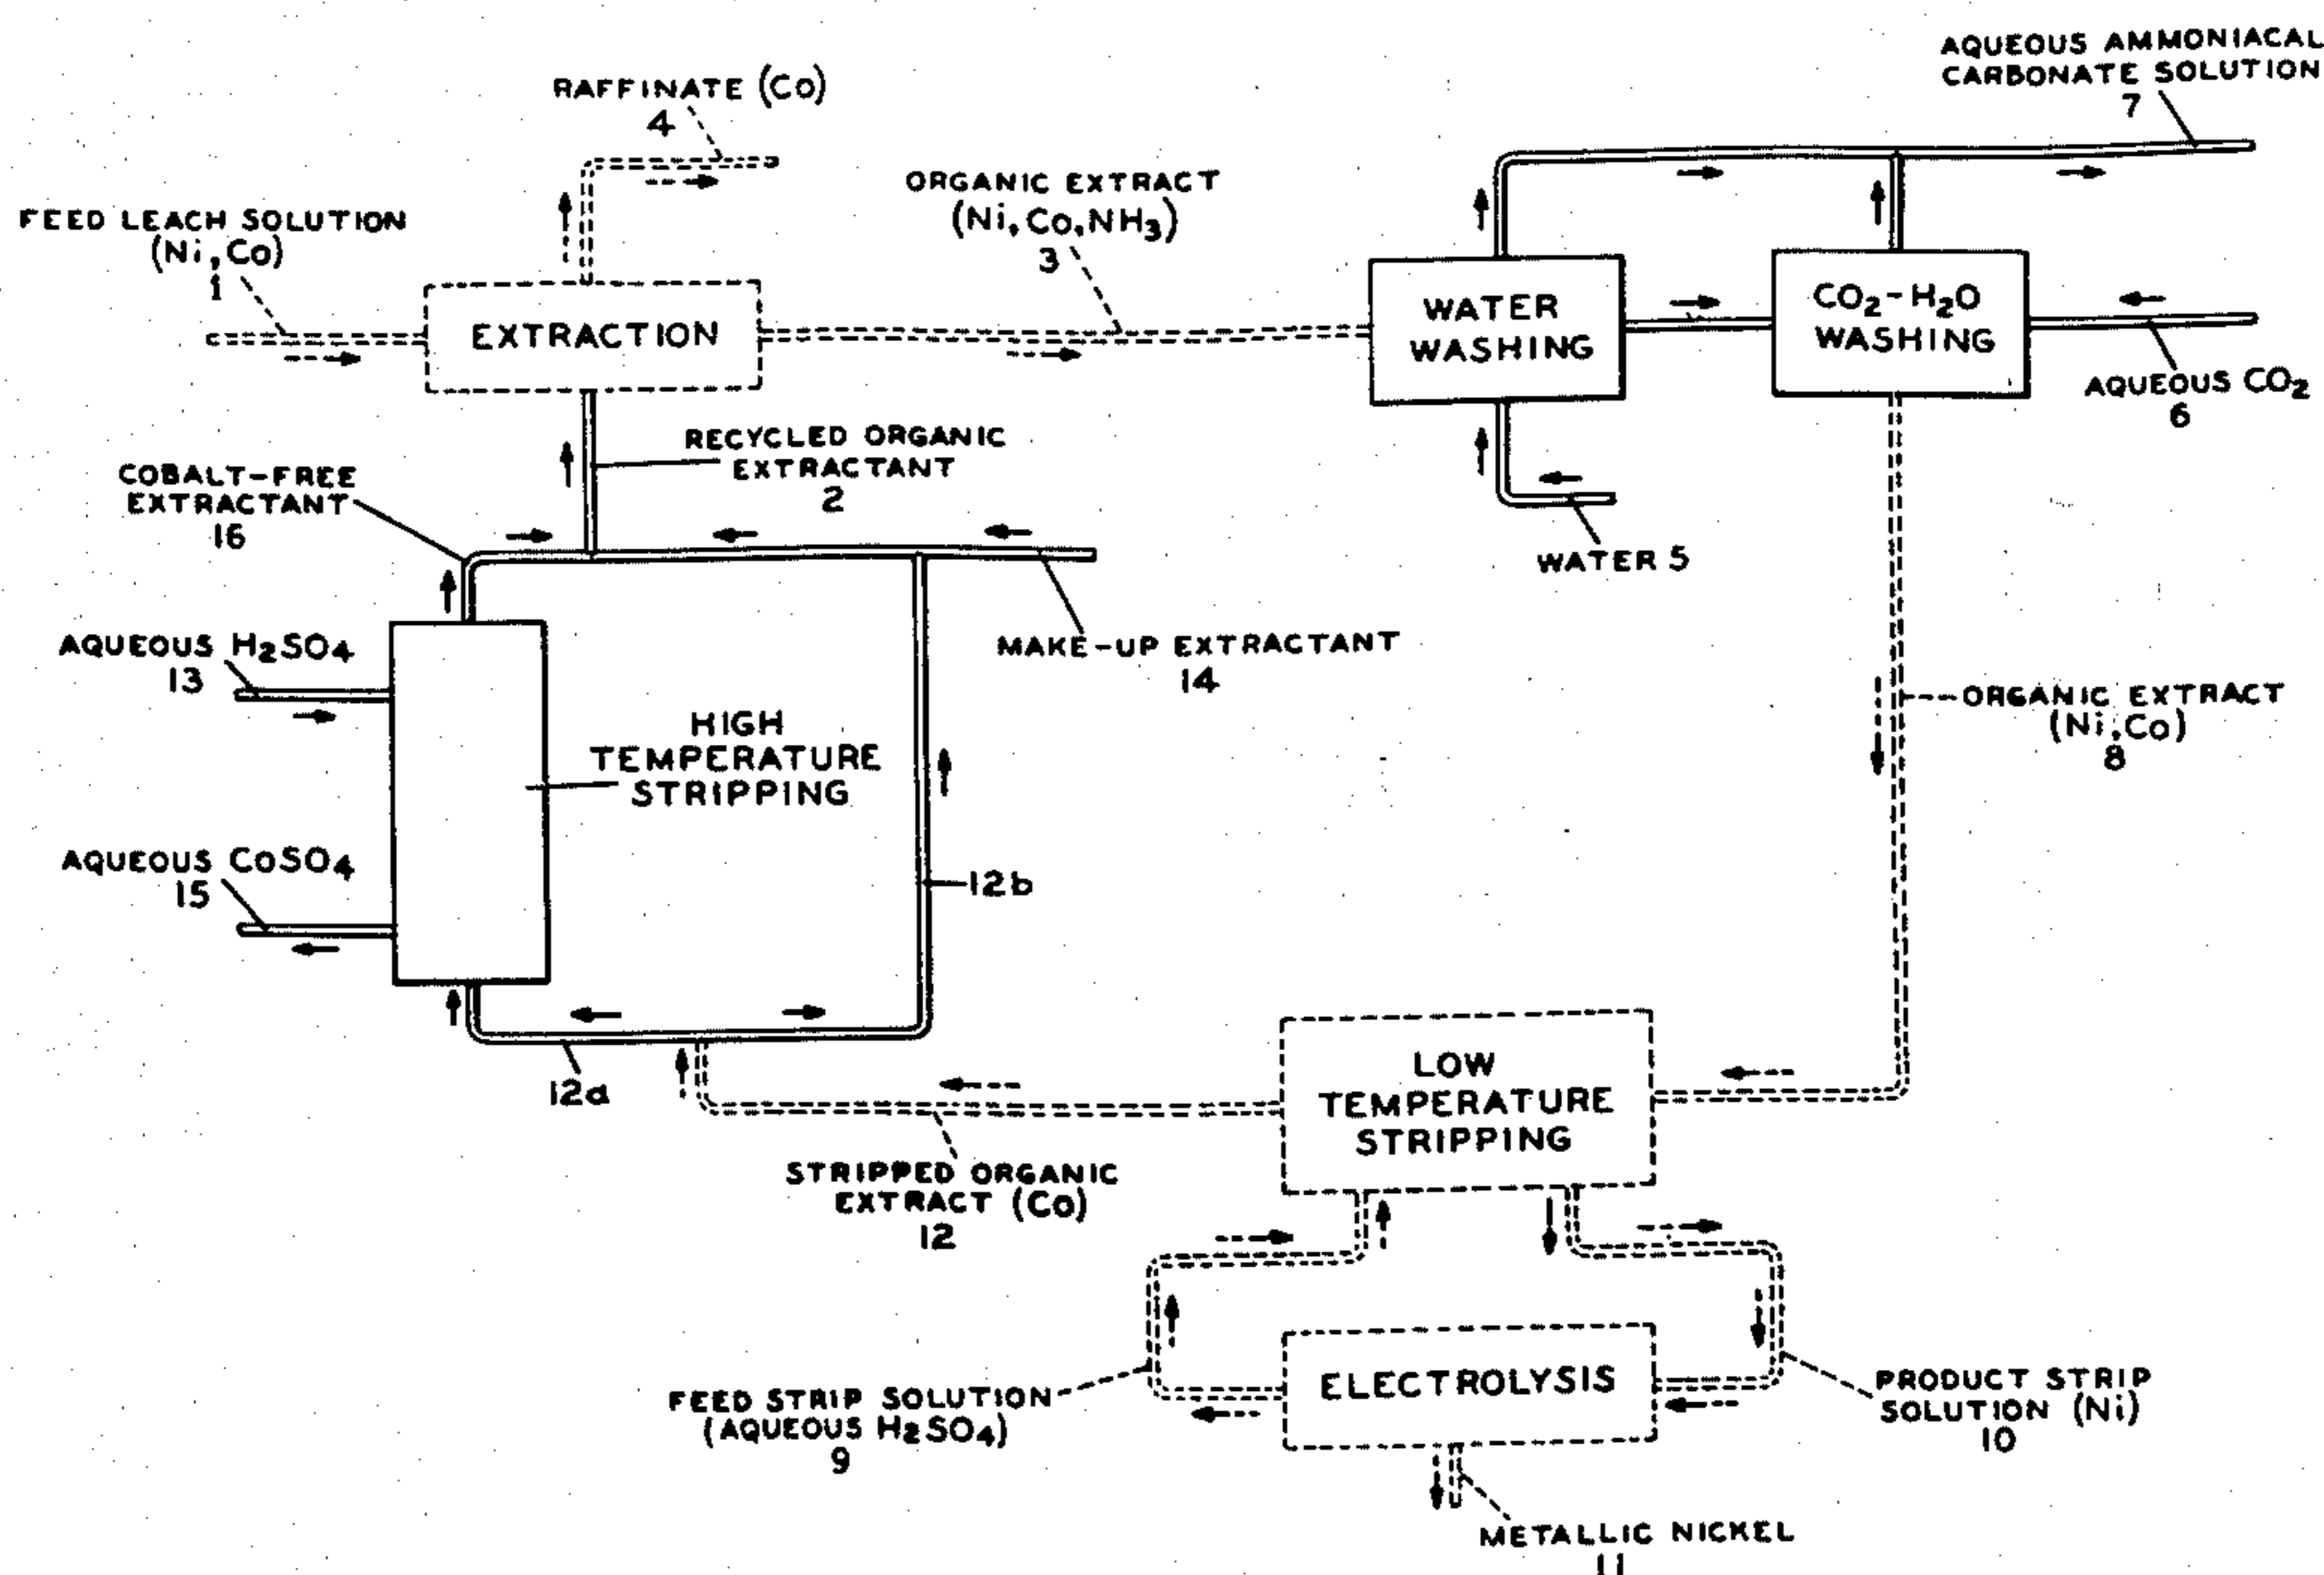 AQUEOUS AMMONIACAL
CARBONATE SOLUTION
7
RAFFINATE (Co)
4
ORGANIC EXTRACT
(Ni, Co, NH3)
3
FEED LEACH SOLUTION
(Ni, Co)
1
EXTRACTION
WATER
WASHING
CO2-H2O
WASHING
AQUEOUS CO2
6
RECYCLED ORGANIC
EXTRACTANT
2
COBALT-FREE
EXTRACTANT
16
WATER 5
AQUEOUS H2SO4
13
MAKE-UP EXTRACTANT
14
HIGH
TEMPERATURE
STRIPPING
ORGANIC EXTRACT
(Ni, Co)
8
AQUEOUS CoSO4
15
12b
12a
LOW
TEMPERATURE
STRIPPING
STRIPPED ORGANIC
EXTRACT (Co)
12
ELECTROLYSIS
FEED STRIP SOLUTION
(AQUEOUS H2SO4)
9
PRODUCT STRIP
SOLUTION (Ni)
10
METALLIC NICKEL
11